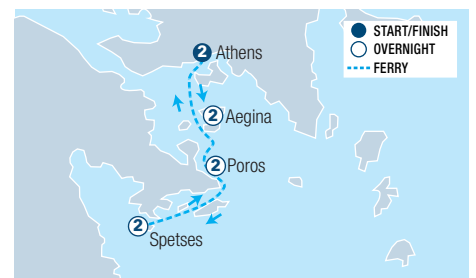 START/FINISH
OVERNIGHT
FERRY
2 Athens
2 Aegina
2 Poros
2
Spetses